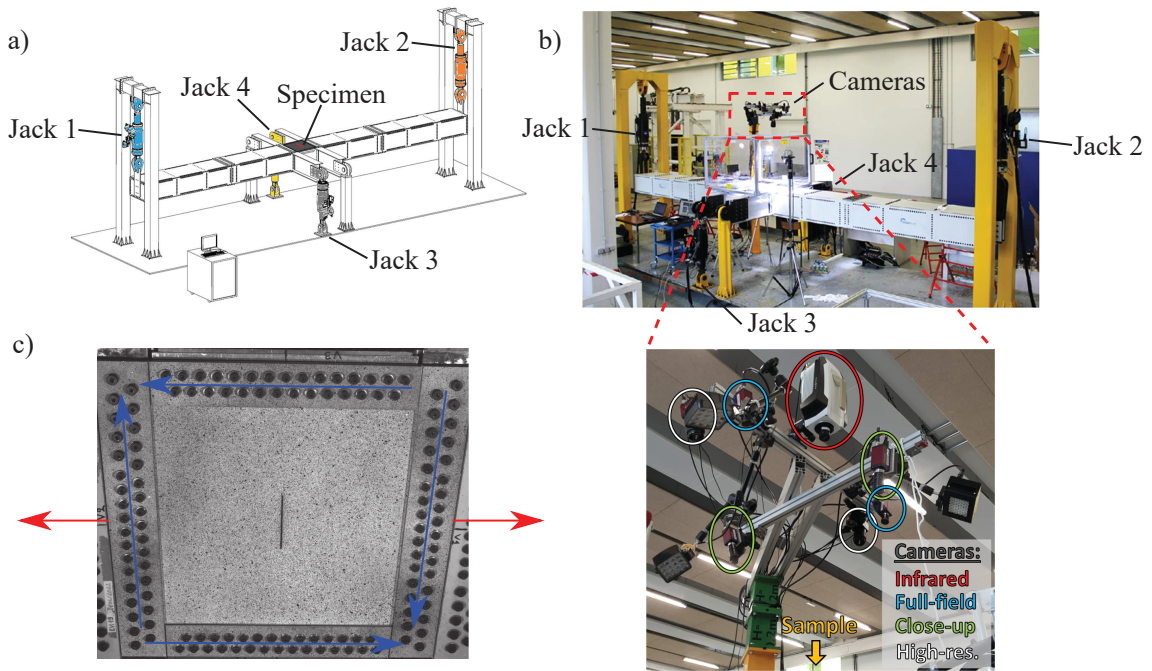 a)
Jack 2
Jack 4
Specimen
Jack 1
Jack 3
b)
Cameras
Jack 1
Jack 2
Jack 4
Jack 3
c)
Cameras:
Infrared
Full-field
Close-up
High-res.
Sample